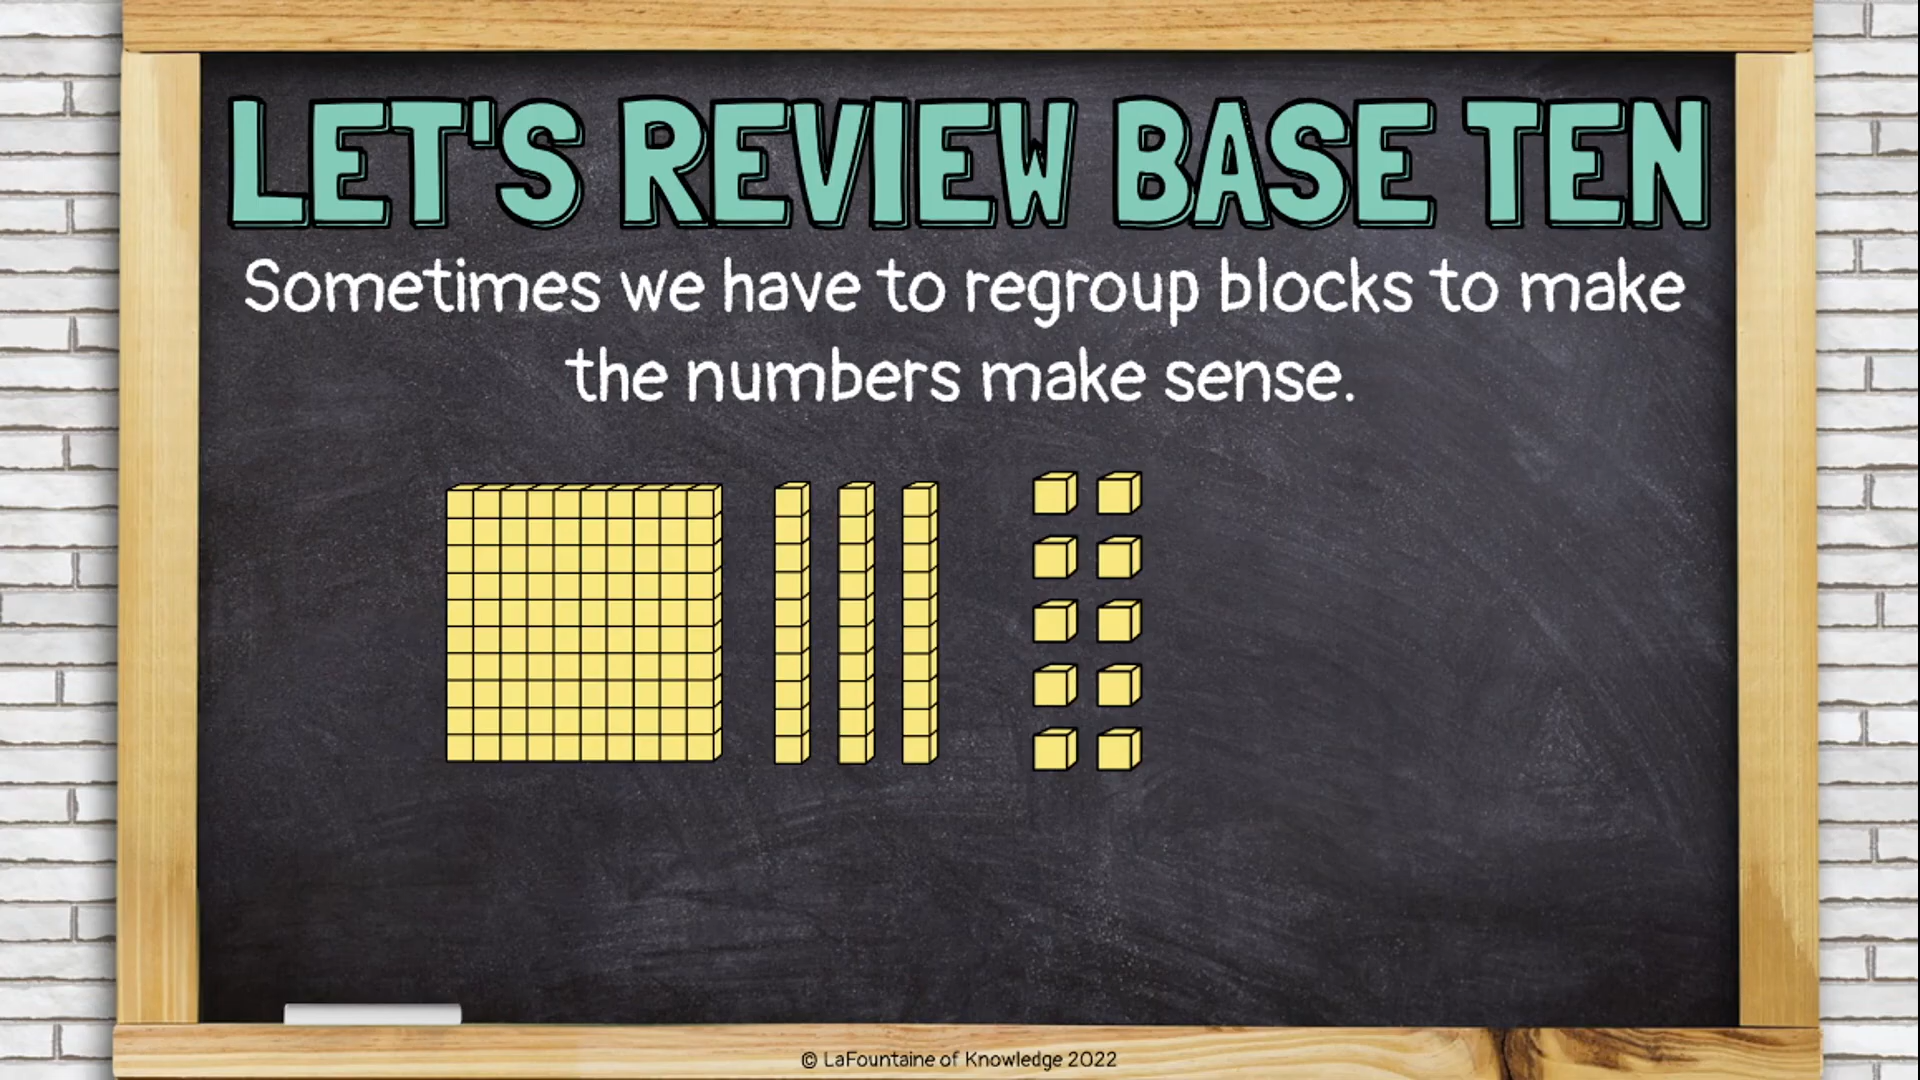 LET'S REVIEW BASE TEN
Sometimes we have to regroup blocks to make
the numbers make sense.
© LaFountaine of Knowledge 2022